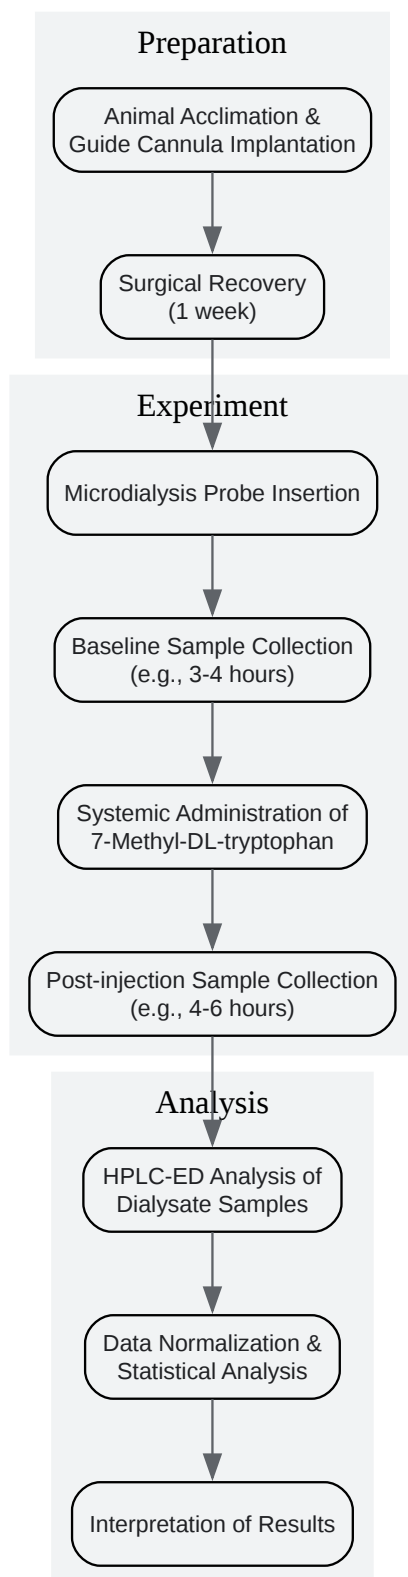 Preparation
Animal Acclimation &
Guide Cannula Implantation
Surgical Recovery
(1 week)
Experiment
Microdialysis Probe Insertion
Baseline Sample Collection
(e.g., 3-4 hours)
Systemic Administration of
7-Methyl-DL-tryptophan
Post-injection Sample Collection
(e.g., 4-6 hours)
Analysis
HPLC-ED Analysis of
Dialysate Samples
Data Normalization &
Statistical Analysis
Interpretation of Results